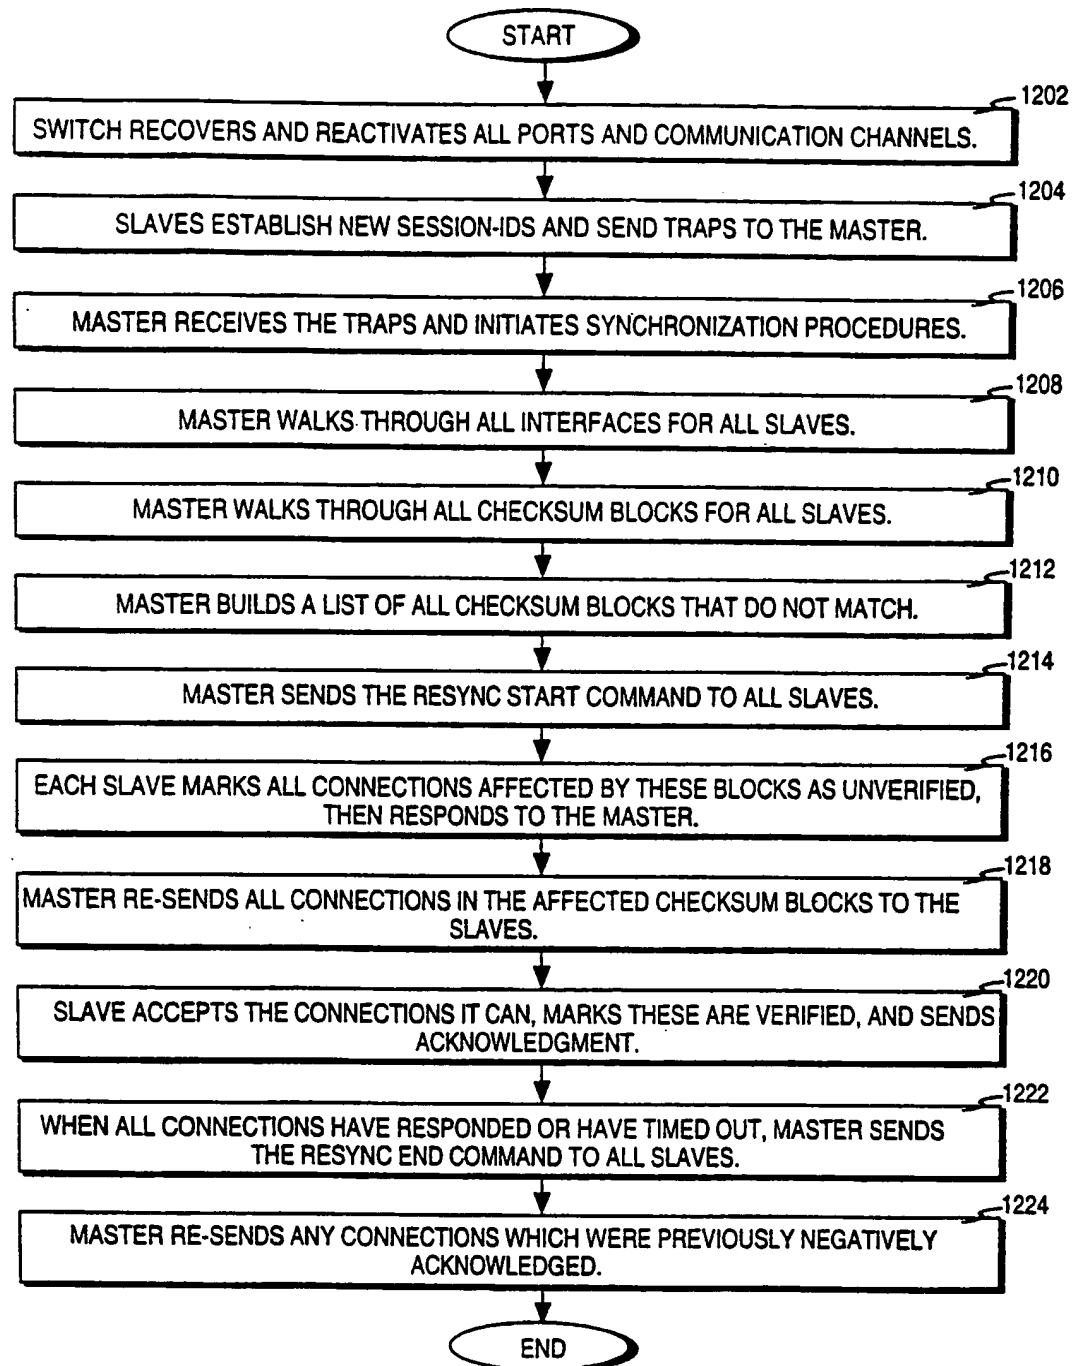 START
1202
SWITCH RECOVERS AND REACTIVATES ALL PORTS AND COMMUNICATION CHANNELS.
1204
SLAVES ESTABLISH NEW SESSION-IDS AND SEND TRAPS TO THE MASTER.
1206
MASTER RECEIVES THE TRAPS AND INITIATES SYNCHRONIZATION PROCEDURES.
1208
MASTER WALKS THROUGH ALL INTERFACES FOR ALL SLAVES.
1210
MASTER WALKS THROUGH ALL CHECKSUM BLOCKS FOR ALL SLAVES.
1212
MASTER BUILDS A LIST OF ALL CHECKSUM BLOCKS THAT DO NOT MATCH.
1214
MASTER SENDS THE RESYNC START COMMAND TO ALL SLAVES.
1216
EACH SLAVE MARKS ALL CONNECTIONS AFFECTED BY THESE BLOCKS AS UNVERIFIED,
THEN RESPONDS TO THE MASTER.
1218
MASTER RE-SENDS ALL CONNECTIONS IN THE AFFECTED CHECKSUM BLOCKS TO THE
SLAVES.
1220
SLAVE ACCEPTS THE CONNECTIONS IT CAN, MARKS THESE ARE VERIFIED, AND SENDS
ACKNOWLEDGMENT.
1222
WHEN ALL CONNECTIONS HAVE RESPONDED OR HAVE TIMED OUT, MASTER SENDS
THE RESYNC END COMMAND TO ALL SLAVES.
1224
MASTER RE-SENDS ANY CONNECTIONS WHICH WERE PREVIOUSLY NEGATIVELY
ACKNOWLEDGED.
END